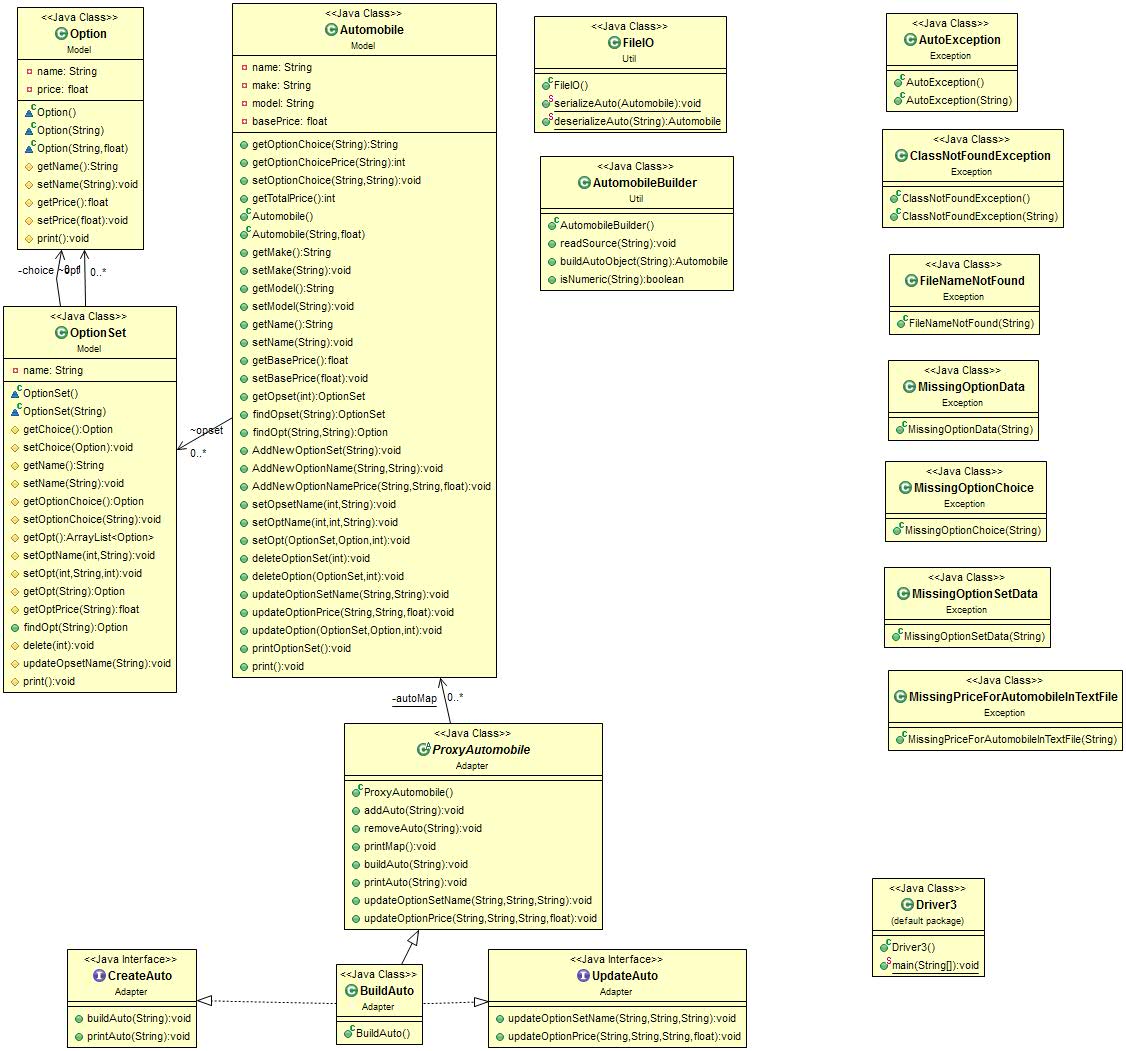 <<Java Class>>
Option
Model
name: String
price: float
Option()
Option(String)
Option(String,float)
getName():String
setName(String):void
getPrice():float
setPrice(float):void
print():void
-choice
0..*
<<Java Class>>
OptionSet
Model
name: String
OptionSet()
OptionSet(String)
getChoice():Option
setChoice(Option):void
getName():String
setName(String):void
getOptionChoice():Option
setOptionChoice(String):void
getOpt():ArrayList<Option>
setOptName(int,String):void
setOpt(int,String,int):void
getOpt(String):Option
getOptPrice(String):float
findOpt(String):Option
delete(int):void
updateOpsetName(String):void
print():void
~opset
0..*
<<Java Class>>
Automobile
Model
name: String
make: String
model: String
basePrice: float
getOptionChoice(String):String
getOptionChoicePrice(String):int
setOptionChoice(String,String):void
getTotalPrice():int
Automobile()
Automobile(String,float)
getMake():String
setMake(String):void
getModel():String
setModel(String):void
getName():String
setName(String):void
getBasePrice():float
setBasePrice(float):void
getOpset(int):OptionSet
findOpset(String):OptionSet
findOpt(String,String):Option
AddNewOptionSet(String):void
AddNewOptionName(String,String):void
AddNewOptionNamePrice(String,String,float):void
setOpsetName(int,String):void
setOptName(int,int,String):void
setOpt(OptionSet,Option,int):void
deleteOptionSet(int):void
deleteOption(OptionSet,int):void
updateOptionSetName(String,String):void
updateOptionPrice(String,String,float):void
updateOption(OptionSet,Option,int):void
printOptionSet():void
print():void
-autoMap
0..*
<<Java Class>>
ProxyAutomobile
Adapter
ProxyAutomobile()
addAuto(String):void
removeAuto(String):void
printMap():void
buildAuto(String):void
printAuto(String):void
updateOptionSetName(String,String,String):void
updateOptionPrice(String,String,String,float):void
<<Java Interface>>
CreateAuto
Adapter
buildAuto(String):void
printAuto(String):void
<<Java Class>>
BuildAuto
Adapter
BuildAuto()
<<Java Interface>>
UpdateAuto
Adapter
updateOptionSetName(String,String,String):void
updateOptionPrice(String,String,String,float):void
<<Java Class>>
FileIO
Util
FileIO()
serializeAuto(Automobile):void
deserializeAuto(String):Automobile
<<Java Class>>
AutomobileBuilder
Util
AutomobileBuilder()
readSource(String):void
buildAutoObject(String):Automobile
isNumeric(String):boolean
<<Java Class>>
AutoException
Exception
AutoException()
AutoException(String)
<<Java Class>>
ClassNotFoundException
Exception
ClassNotFoundException()
ClassNotFoundException(String)
<<Java Class>>
FileNameNotFound
Exception
FileNameNotFound(String)
<<Java Class>>
MissingOptionData
Exception
MissingOptionData(String)
<<Java Class>>
MissingOptionChoice
Exception
MissingOptionChoice(String)
<<Java Class>>
MissingOptionSetData
Exception
MissingOptionSetData(String)
<<Java Class>>
MissingPriceForAutomobileInTextFile
Exception
MissingPriceForAutomobileInTextFile(String)
<<Java Class>>
Driver3
(default package)
Driver3()
main(String[]):void